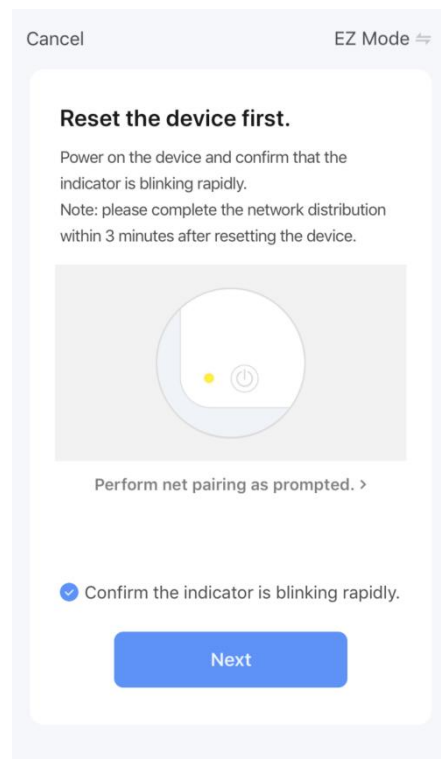 Cancel
EZ Mode
Reset the device first.
Power on the device and confirm that the
indicator is blinking rapidly.
Note: please complete the network distribution
within 3 minutes after resetting the device.
Perform net pairing as prompted. >
Confirm the indicator is blinking rapidly.
Next